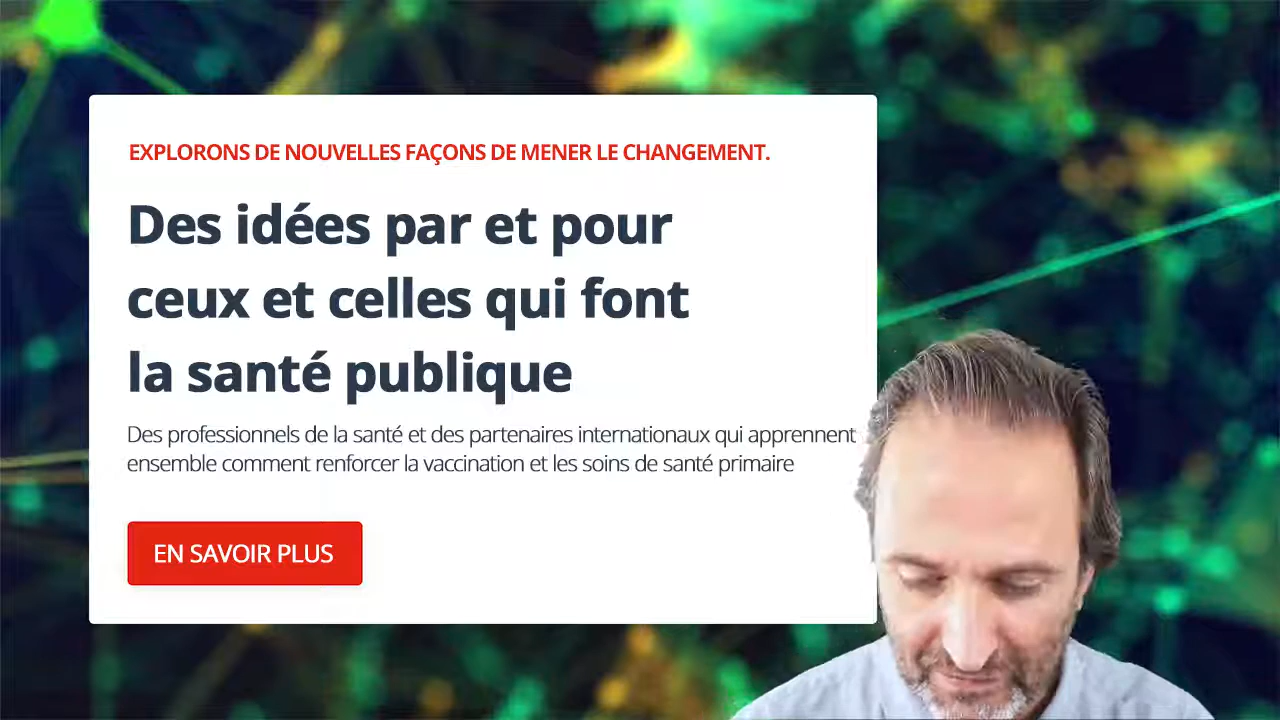 EXPLORONS DE NOUVELLES FAÇONS DE MENER LE CHANGEMENT.
Des idées par et pour
ceux et celles qui font
la santé publique
Des professionnels de la santé et des partenaires internationaux qui apprennent
ensemble comment renforcer la vaccination et les soins de santé primaire
EN SAVOIR PLUS